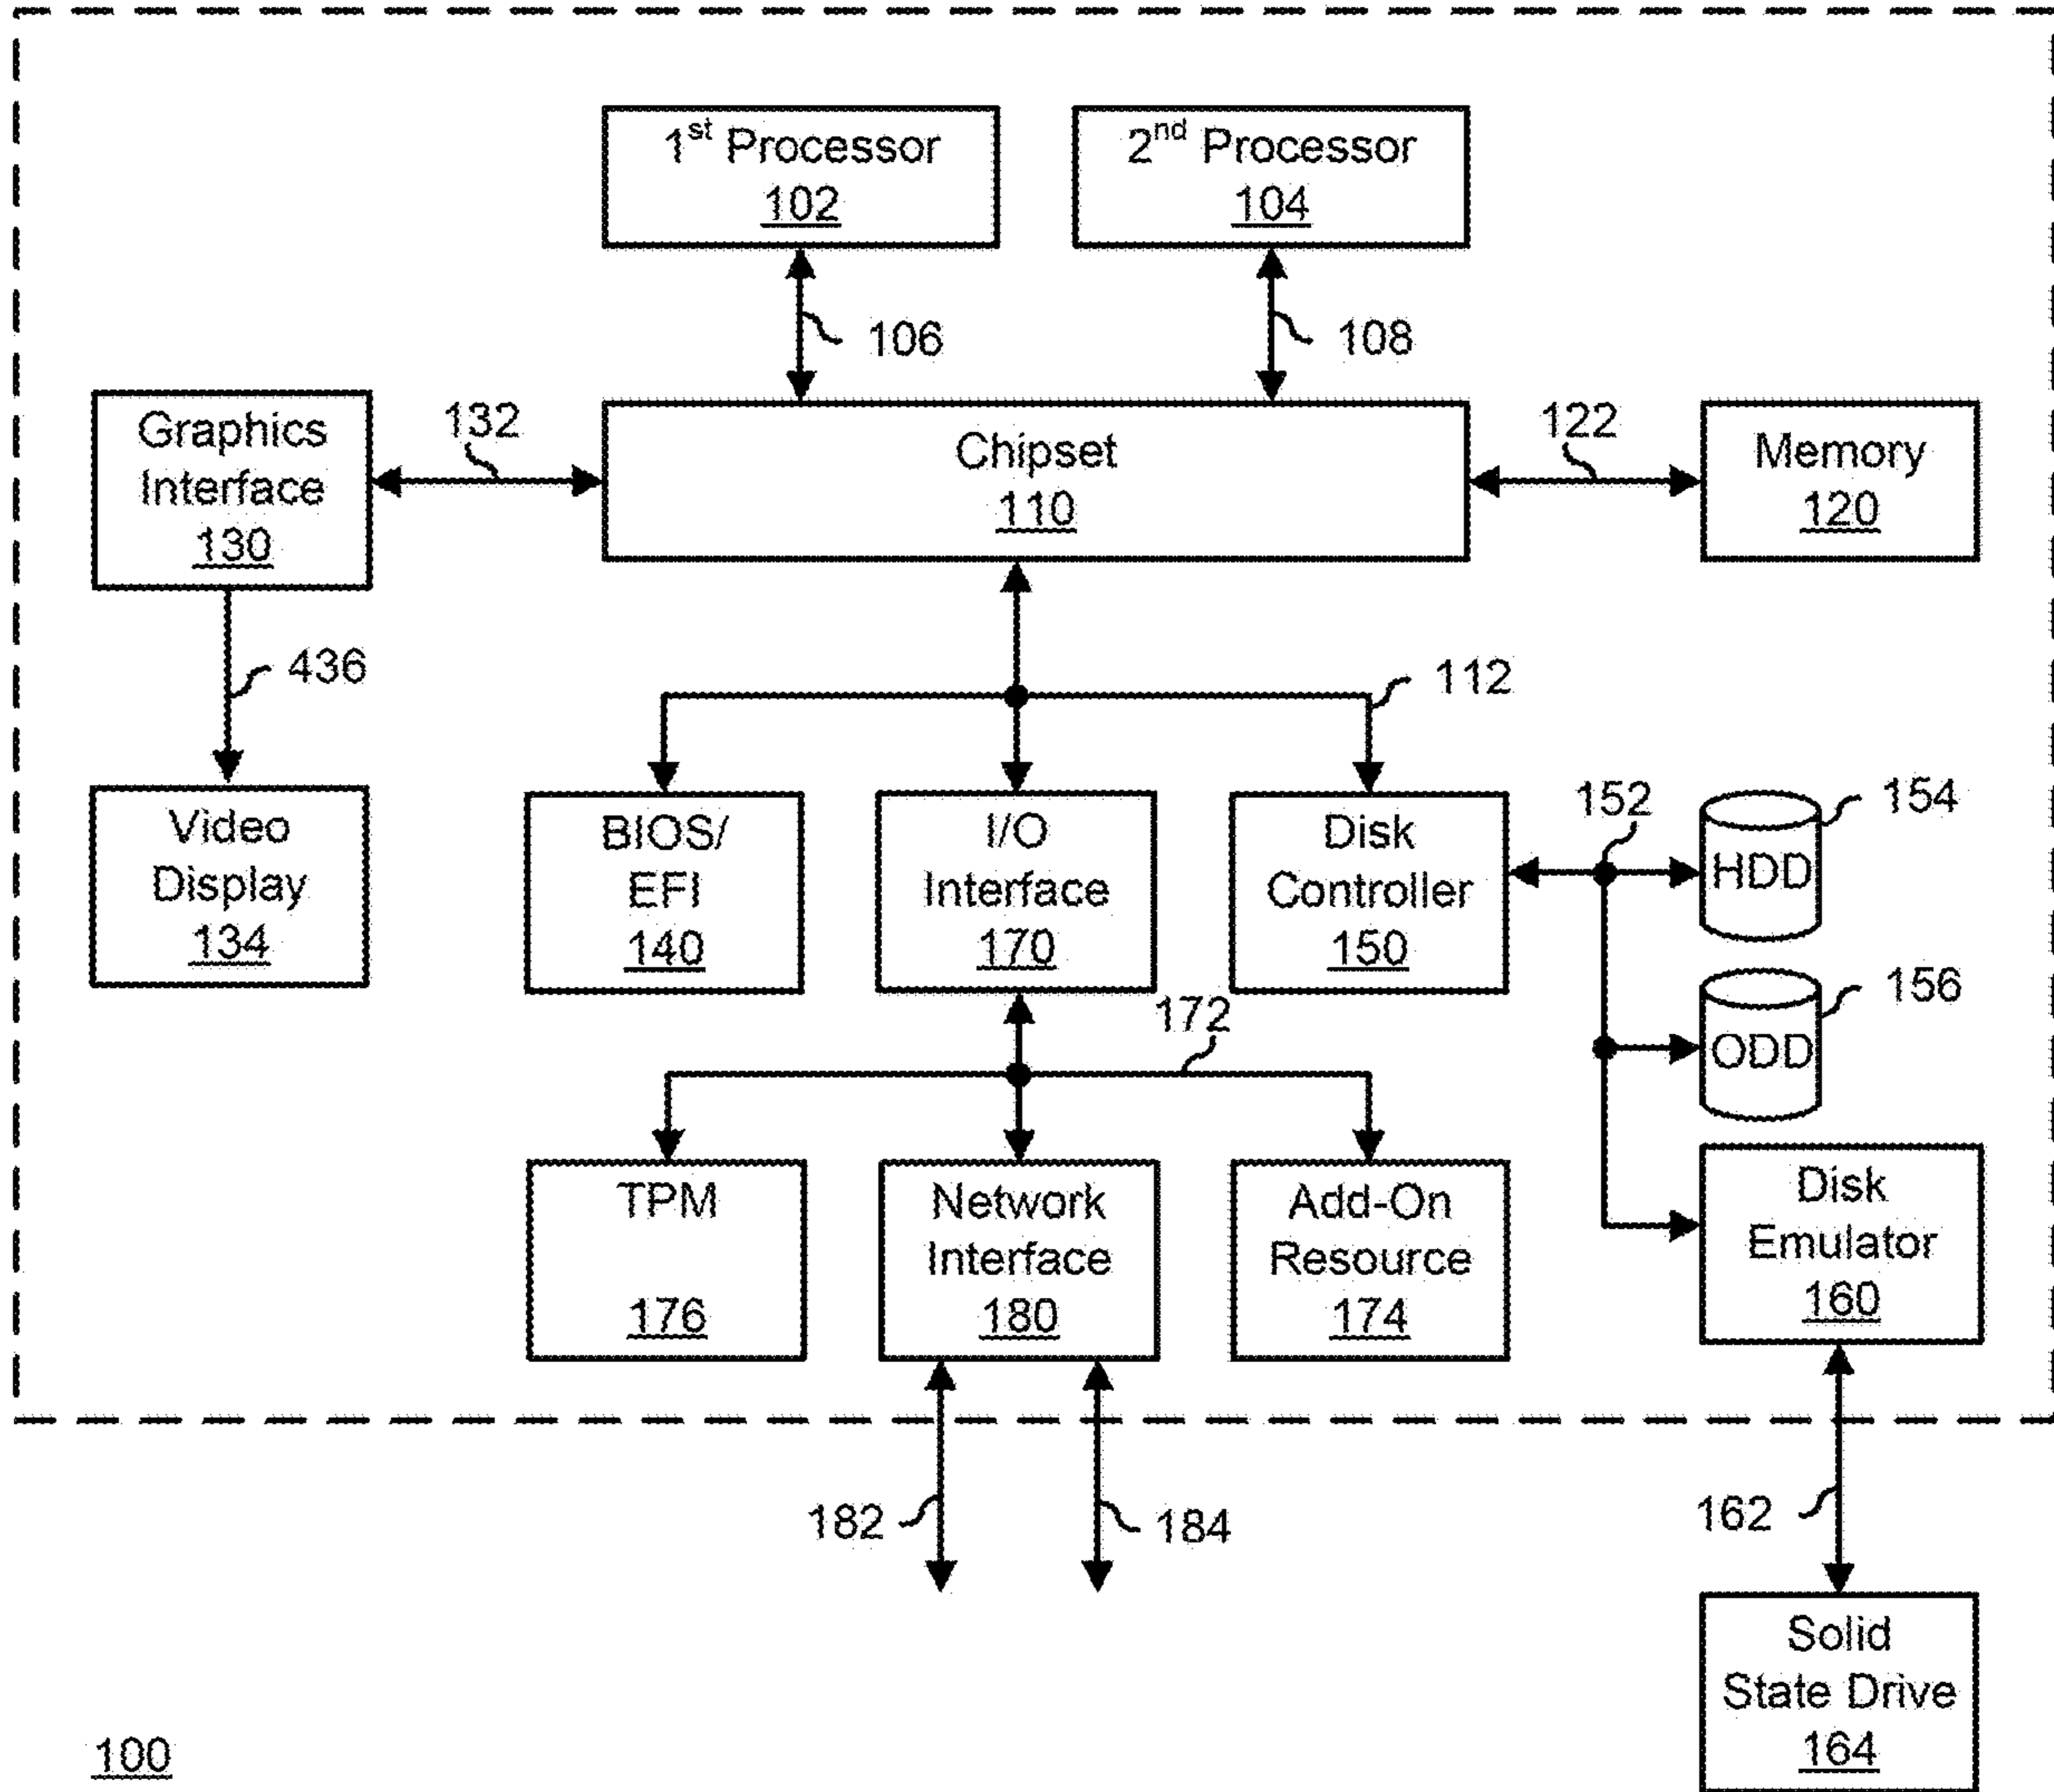 1st Processor
102
2nd Processor
104
106
108
Graphics
Interface
130
132
Chipset
110
122
Memory
120
436
112
Video
Display
134
BIOS/
EFI
140
I/O
Interface
170
Disk
Controller
150
152
HDD
154
ODD
156
172
TPM
176
Network
Interface
180
Add-On
Resource
174
Disk
Emulator
160
182
184
162
Solid
State Drive
164
100